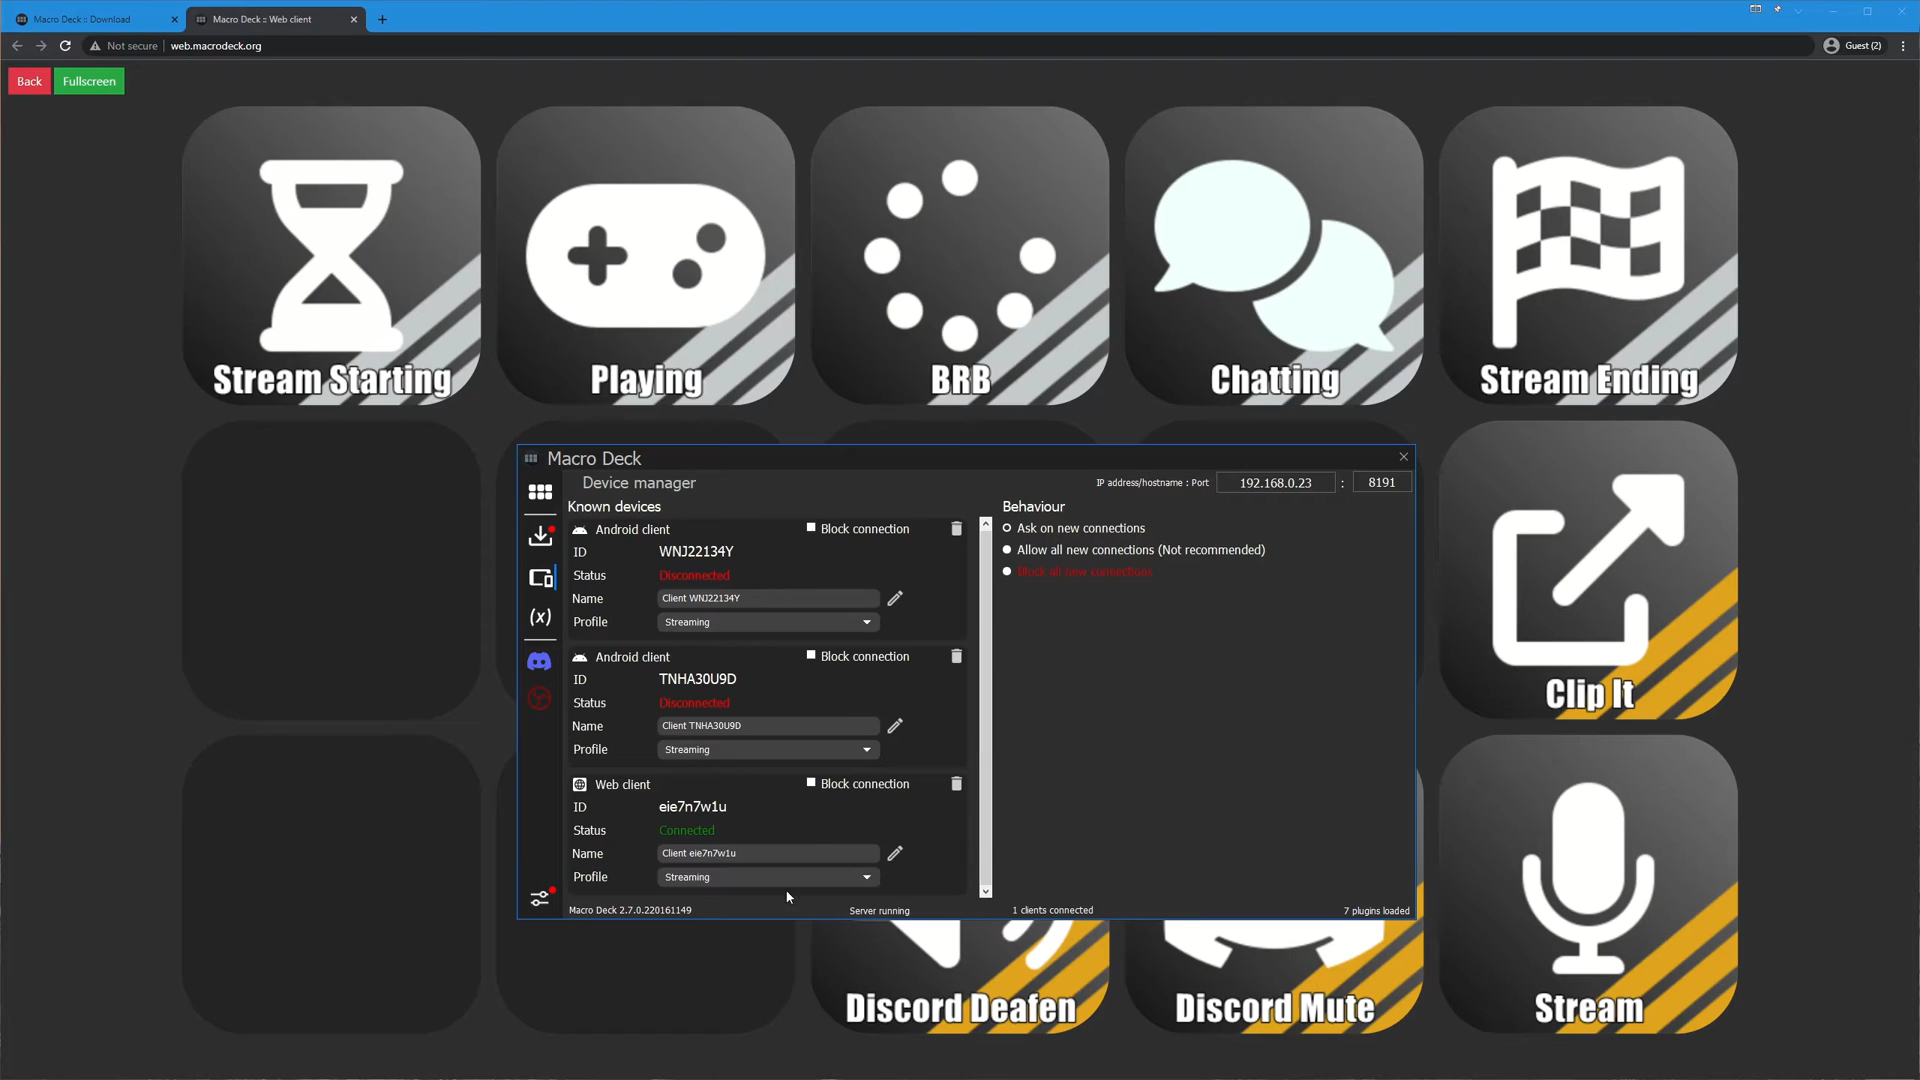 Macro Deck :: Download
Macro Deck :: Web client
Not secure
web.macrodeck.org
Guest (2)
Back
Fullscreen
Stream Starting
Playing
BRB
Chatting
Stream Ending
Macro Deck
Device manager
IP address/hostname : Port
192.168.0.23
:
8191
Known devices
Android client
Block connection
ID
WNJ22134Y
Status
Disconnected
Name
Client WNJ22134Y
Profile
Streaming
Android client
Block connection
ID
TNHA30U9D
Status
Disconnected
Name
Client TNHA30U9D
Profile
Streaming
Web client
Block connection
ID
eie7n7w1u
Status
Connected
Name
Client eie7n7w1u
Profile
Streaming
Behaviour
Ask on new connections
Allow all new connections (Not recommended)
Block all new connections
(x)
Macro Deck 2.7.0.220161149
Server running
1 clients connected
7 plugins loaded
Clip It
Discord Deafen
Discord Mute
Stream